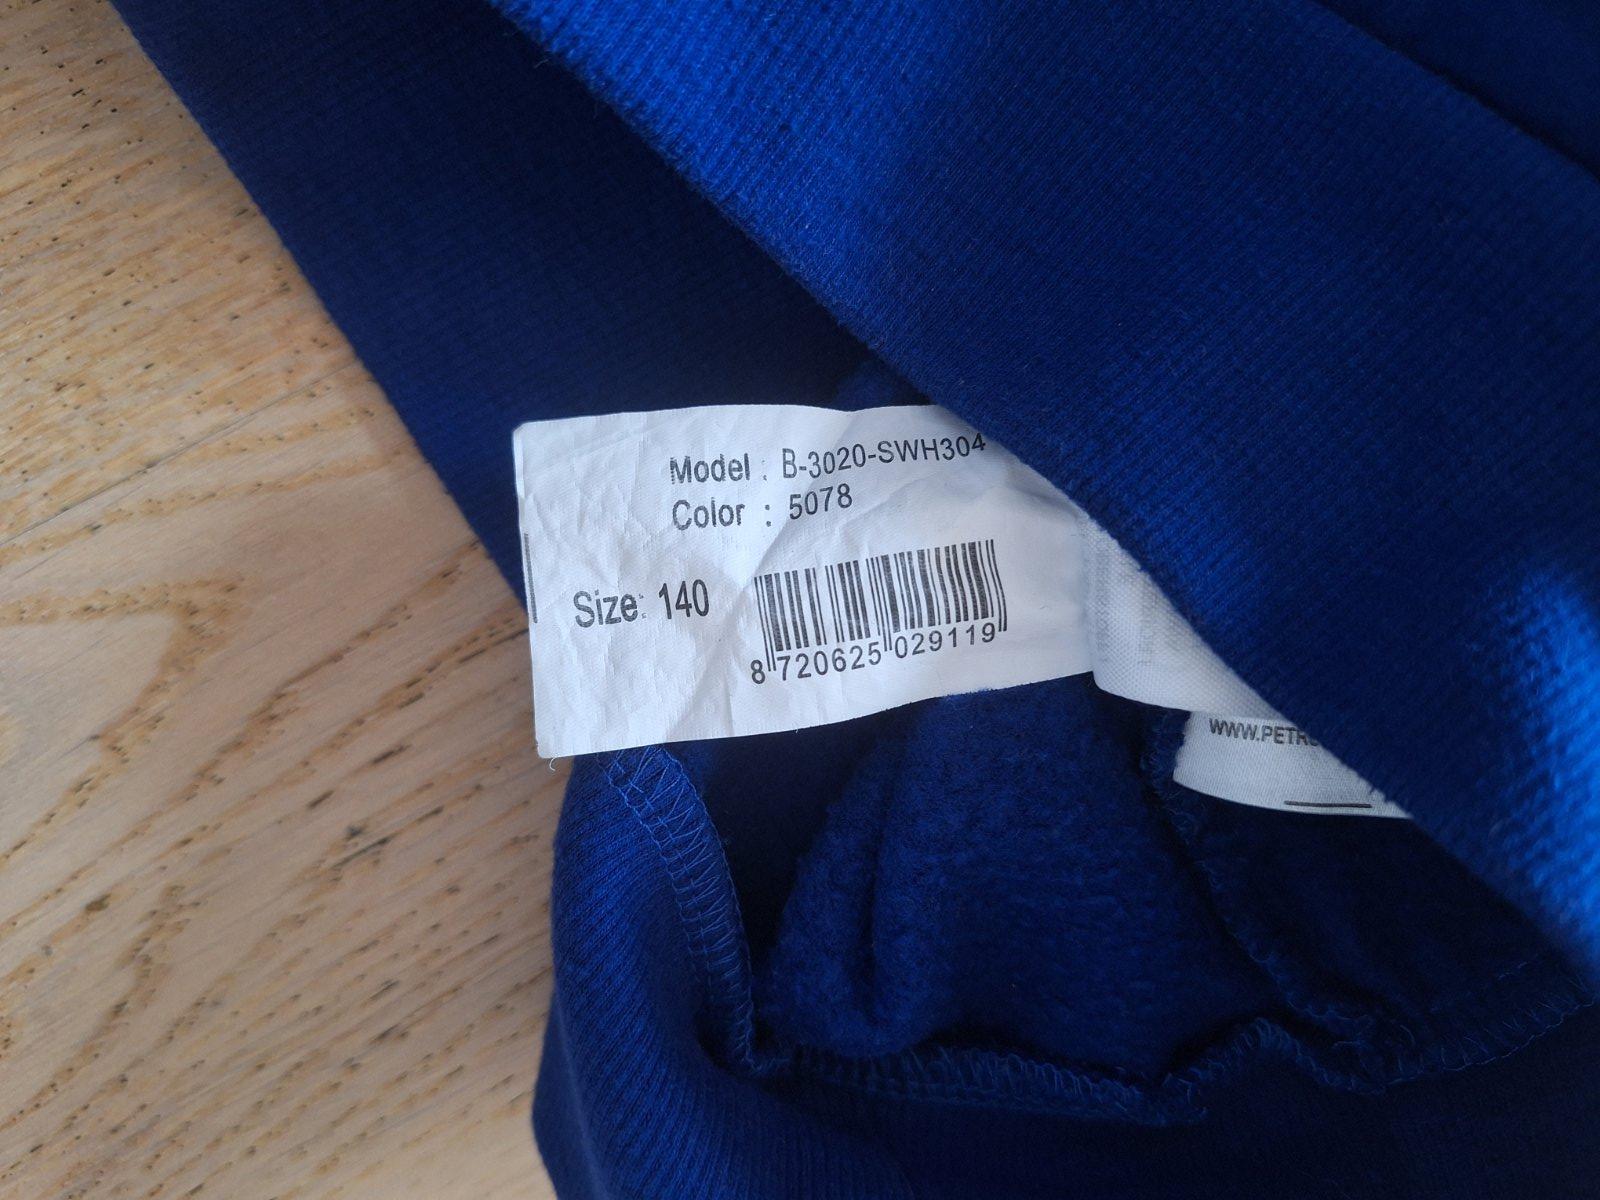 Model : B-3020-SWH304
Color : 5078
Size: 140
8 720625 029119
WWW.PETR